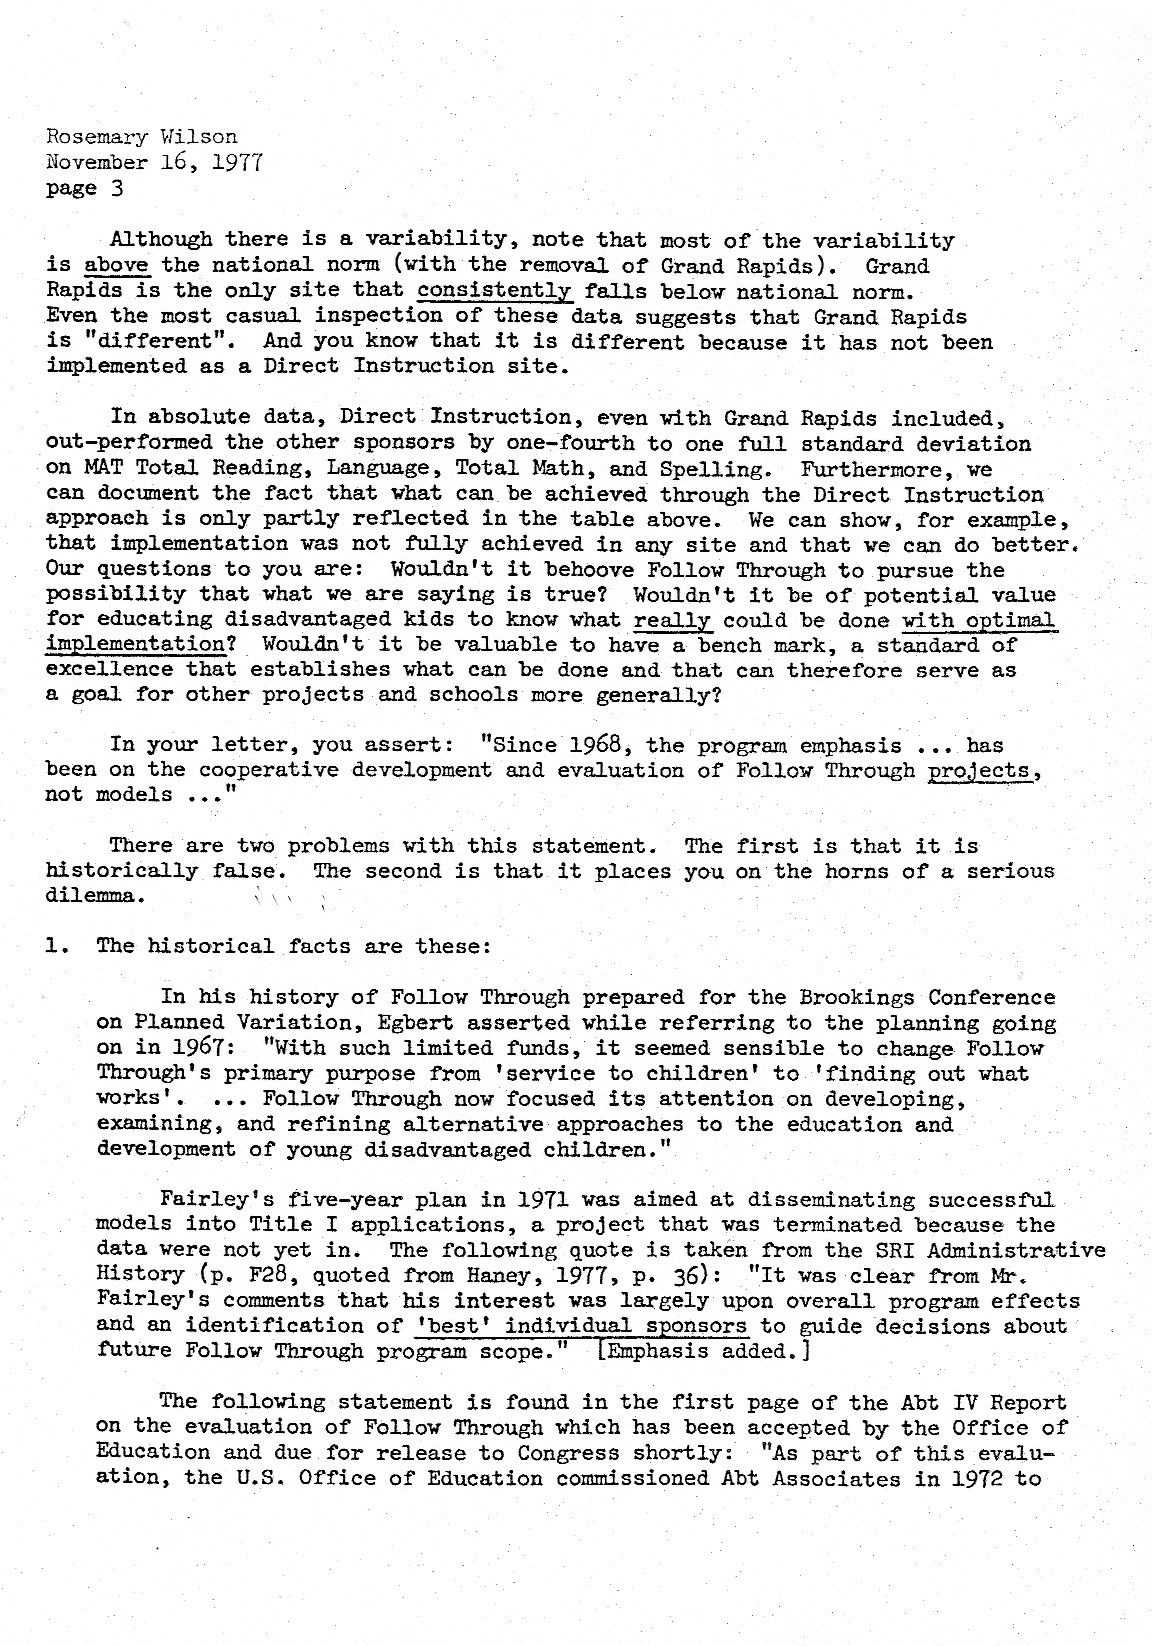 Rosemary Wilson
November 16, 1977
page 3
Although there is a variability, note that most of the variability
is above the national norm (with the removal of Grand Rapids). Grand
Rapids is the only site that consistently falls below national norm.
Even the most casual inspection of these data suggests that Grand Rapids
is "different". And you know that it is different because it has not been
implemented as a Direct Instruction site.
In absolute data, Direct Instruction, even with Grand Rapids included,
out-performed the other sponsors by one-fourth to one full standard deviation
on MAT Total Reading, Language, Total Math, and Spelling. Furthermore, we
can document the fact that what can be achieved through the Direct Instruction
approach is only partly reflected in the table above. We can show, for example,
that implementation was not fully achieved in any site and that we can do better.
Our questions to you are: Wouldn't it behoove Follow Through to pursue the
possibility that what we are saying is true? Wouldn't it be of potential value
for educating disadvantaged kids to know what really could be done with optimal
implementation? Wouldn't it be valuable to have a bench mark, a standard of
excellence that establishes what can be done and that can therefore serve as
a goal for other projects and schools more generally?
In your letter, you assert: "Since 1968, the program emphasis ... has
been on the cooperative development and evaluation of Follow Through projects,
not models ..."
There are two problems with this statement. The first is that it is
historically false. The second is that it places you on the horns of a serious
dilemma.
1. The historical facts are these:
In his history of Follow Through prepared for the Brookings Conference
on Planned Variation, Egbert asserted while referring to the planning going
on in 1967: "With such limited funds, it seemed sensible to change Follow
Through's primary purpose from 'service to children' to 'finding out what
works'. ... Follow Through now focused its attention on developing,
examining, and refining alternative approaches to the education and
development of young disadvantaged children."
Fairley's five-year plan in 1971 was aimed at disseminating successful
models into Title I applications, a project that was terminated because the
data were not yet in. The following quote is taken from the SRI Administrative
History (p. F28, quoted from Haney, 1977, p. 36): "It was clear from Mr.
Fairley's comments that his interest was largely upon overall program effects
and an identification of 'best' individual sponsors to guide decisions about
future Follow Through program scope." [Emphasis added.]
The following statement is found in the first page of the Abt IV Report
on the evaluation of Follow Through which has been accepted by the Office of
Education and due for release to Congress shortly: "As part of this evalu-
ation, the U.S. Office of Education commissioned Abt Associates in 1972 to